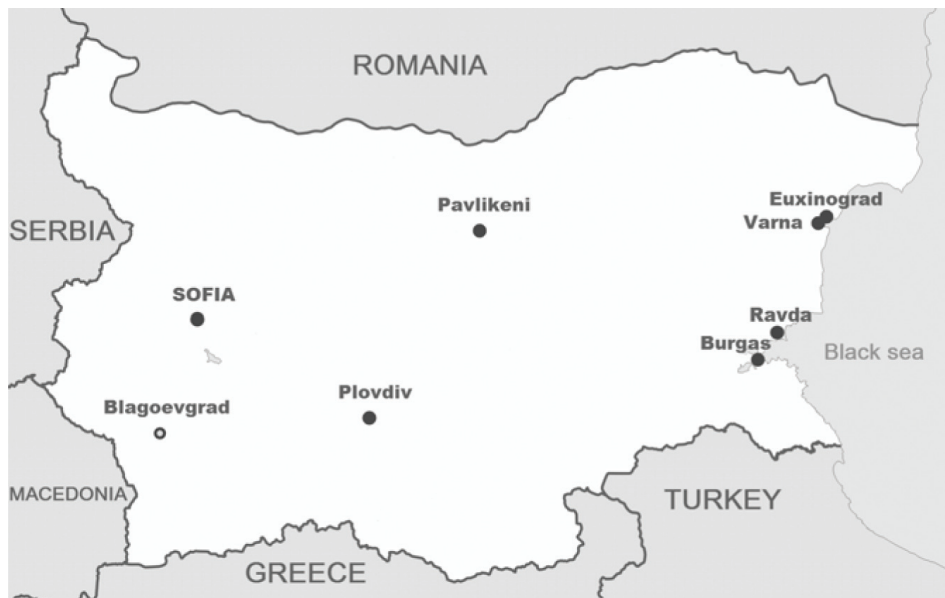 ROMANIA
Pavlikeni
Euxinograd
Varna
SERBIA
SOFIA
Ravda
Burgas
Black sea
Plovdiv
Blagoevgrad
MACEDONIA
TURKEY
GREECE